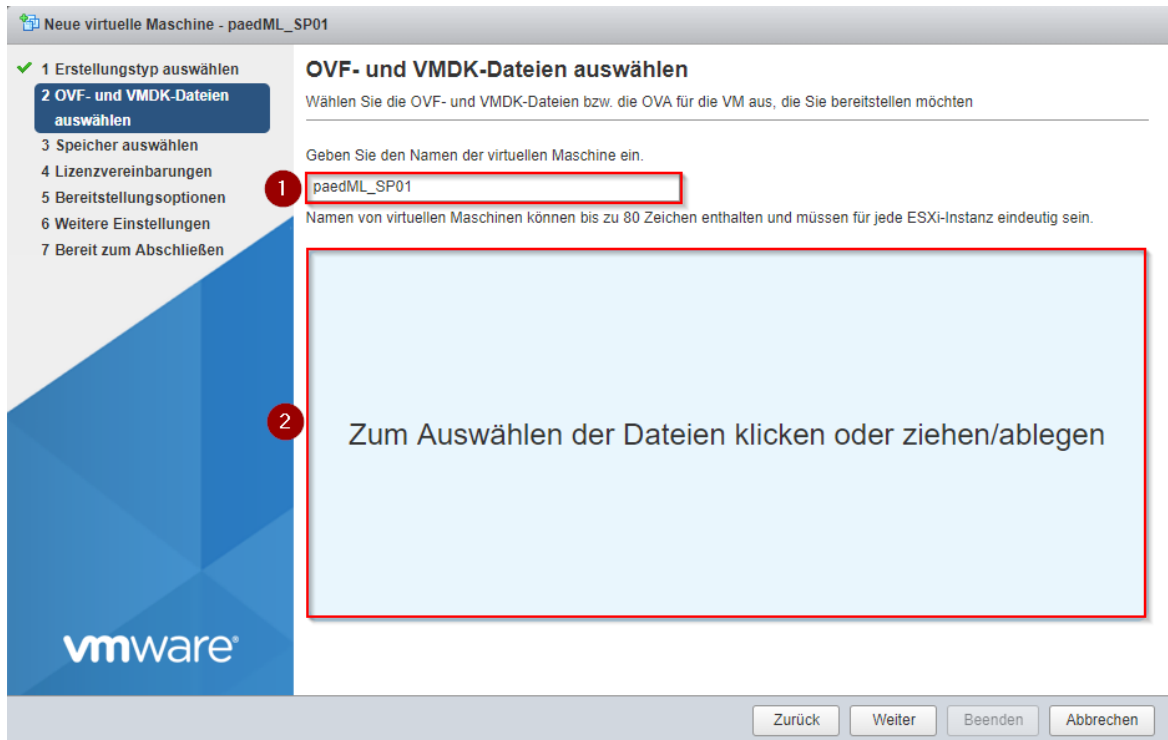 Neue virtuelle Maschine - paedML_SP01
1 Erstellungstyp auswählen
2 OVF- und VMDK-Dateien
auswählen
3 Speicher auswählen
4 Lizenzvereinbarungen
5 Bereitstellungsoptionen
6 Weitere Einstellungen
7 Bereit zum Abschließen
vmware®
OVF- und VMDK-Dateien auswählen
Wählen Sie die OVF- und VMDK-Dateien bzw. die OVA für die VM aus, die Sie bereitstellen möchten
Geben Sie den Namen der virtuellen Maschine ein.
1 paedML_SP01
Namen von virtuellen Maschinen können bis zu 80 Zeichen enthalten und müssen für jede ESXi-Instanz eindeutig sein.
2 Zum Auswählen der Dateien klicken oder ziehen/ablegen
Zurück Weiter Beenden Abbrechen